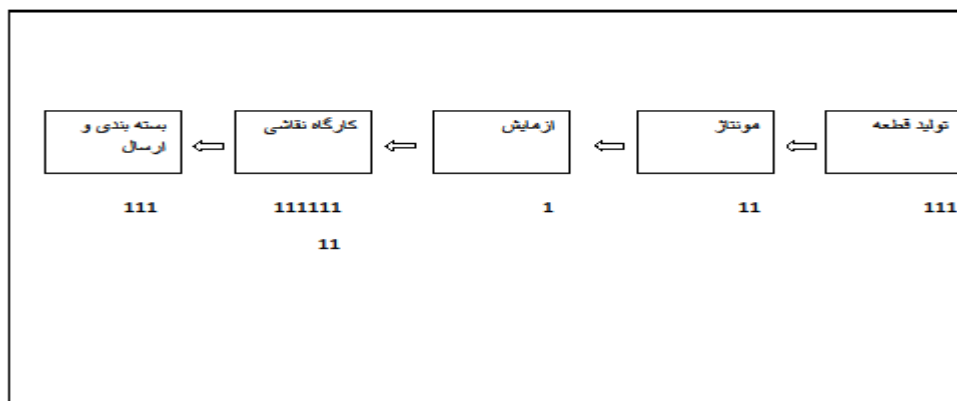 تولید قطعه
مونتاژ
ازمایش
کارگاه نقاشی
بسته بندی و
ارسال
111
11
1
111111
111
11